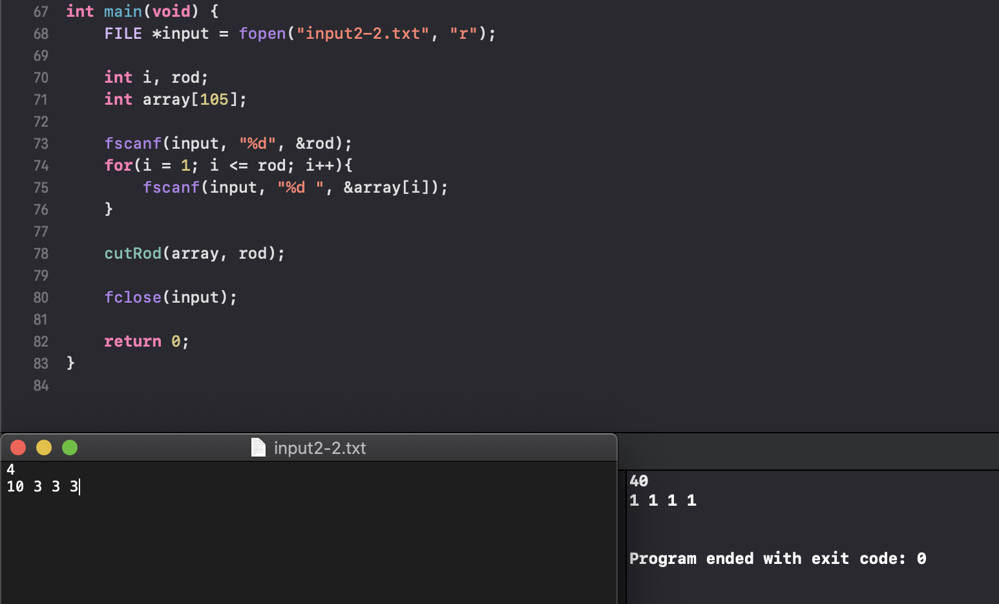 67 int main(void) {
68     FILE *input = fopen("input2-2.txt", "r");
69
70     int i, rod;
71     int array[105];
72
73     fscanf(input, "%d", &rod);
74     for(i = 1; i <= rod; i++){
75         fscanf(input, "%d ", &array[i]);
76     }
77
78     cutRod(array, rod);
79
80     fclose(input);
81
82     return 0;
83 }
84
input2-2.txt
4
10 3 3 3
40
1 1 1 1
Program ended with exit code: 0